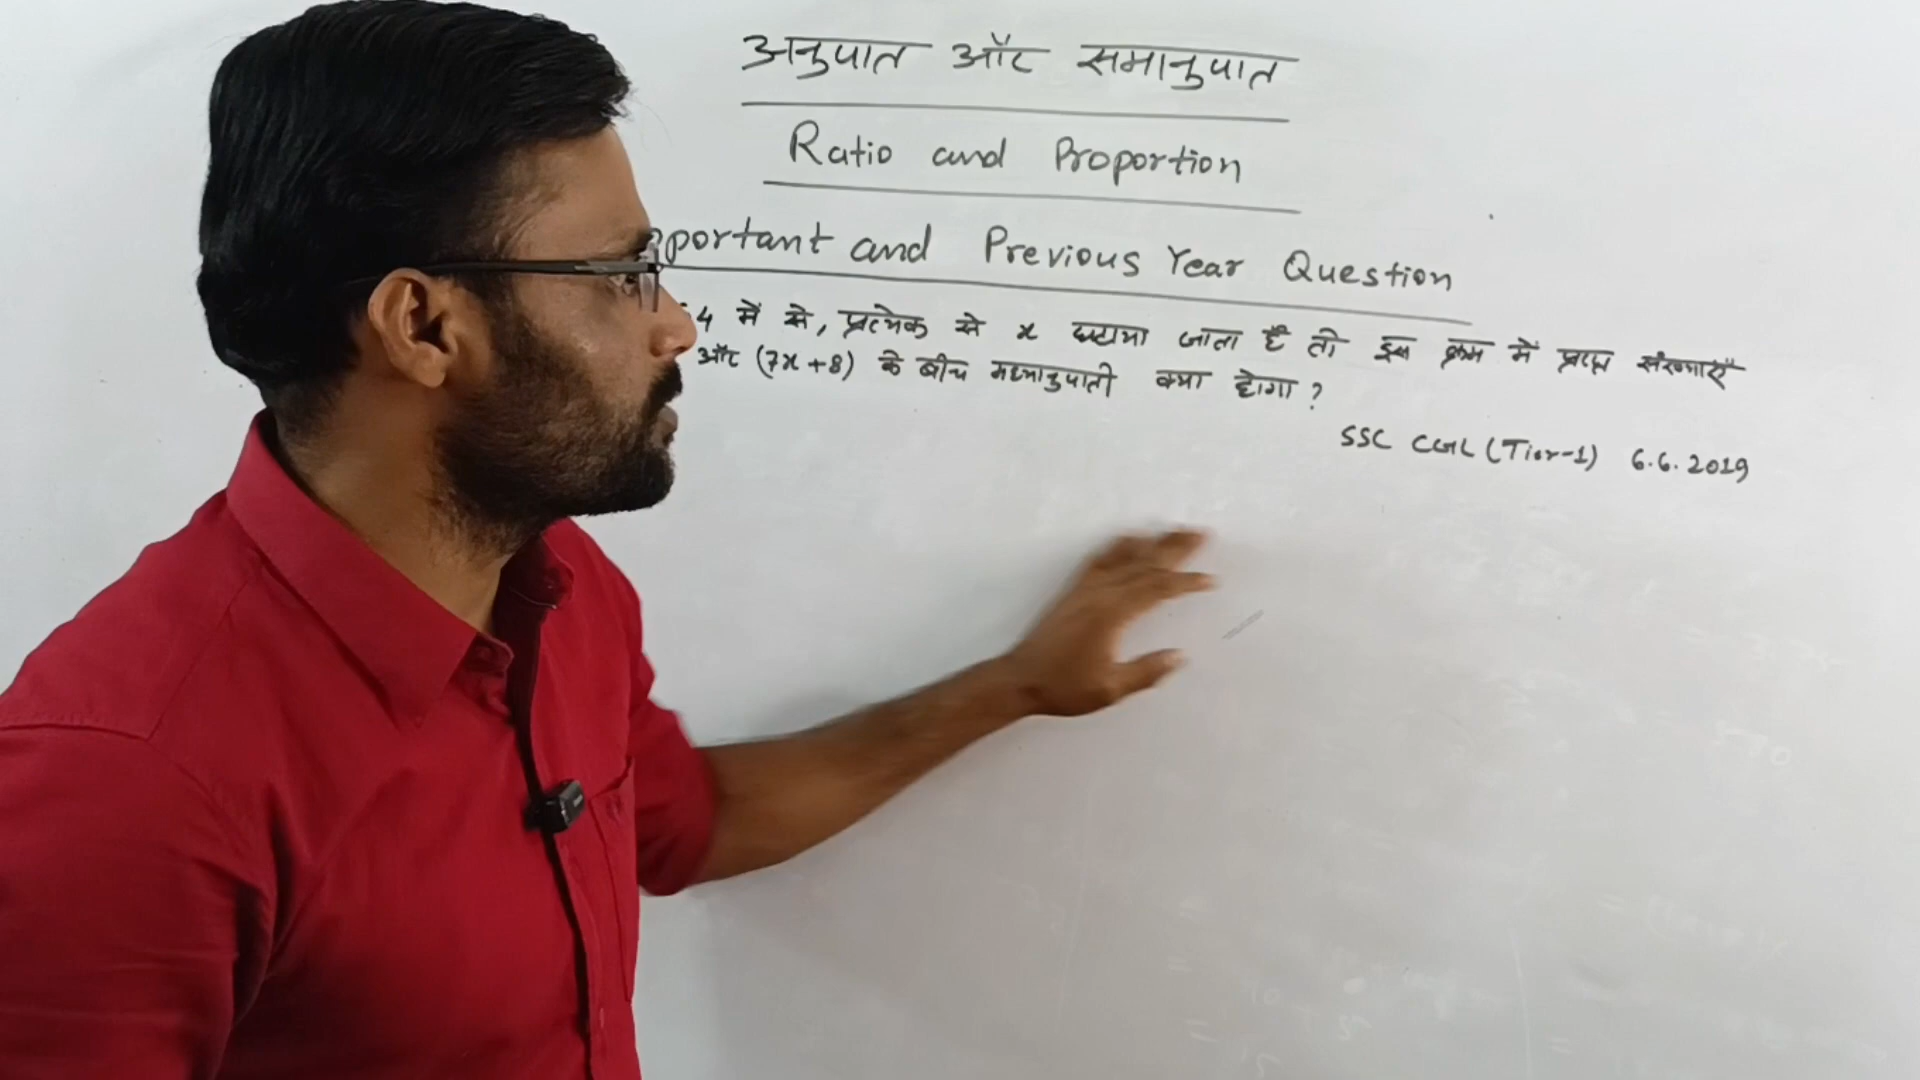 अनुपात और समानुपात
Ratio and Proportion
portant and Previous Year Question
4 में से, प्रत्येक से x घटाया जाता है तो इस क्रम में प्राप्त संख्याएँ
और (7x+8) के बीच मध्यानुपाती क्या होगा?
SSC CGL (Tier-1) 6.6.2019